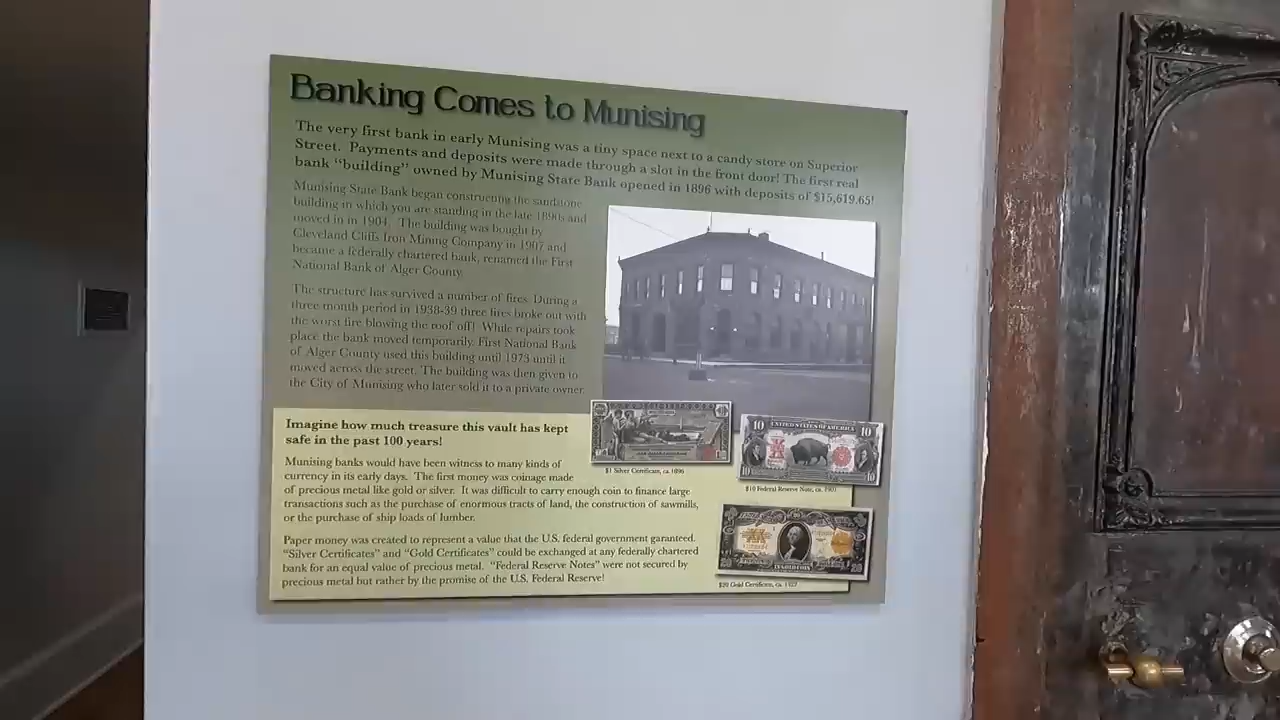 Banking Comes to Munising
The very first bank in early Munising was a tiny space next to a candy store on Superior
Street. Payments and deposits were made through a slot in the front door! The first real
bank "building" owned by Munising State Bank opened in 1896 with deposits of $15,619.65!
Munising State Bank began constructing the sandstone
building in which you are standing in the late 1890s and
moved in in 1904. The building was bought by
Cleveland Cliffs Iron Mining Company in 1907 and
became a federally chartered bank, renamed the First
National Bank of Alger County.
The structure has survived a number of fires. During a
three month period in 1938-39 three fires broke out with
the worst fire blowing the roof off! While repairs took
place the bank moved temporarily. First National Bank
of Alger County used this building until 1973 until it
moved across the street. The building was then given to
the City of Munising who later sold it to a private owner.
Imagine how much treasure this vault has kept
safe in the past 100 years!
Munising banks would have been witness to many kinds of
currency in its early days. The first money was coinage made
of precious metal like gold or silver. It was difficult to carry enough coin to finance large
transactions such as the purchase of enormous tracts of land, the construction of sawmills,
or the purchase of ship loads of lumber.
Paper money was created to represent a value that the U.S. federal government garanteed.
"Silver Certificates" and "Gold Certificates" could be exchanged at any federally chartered
bank for an equal value of precious metal. "Federal Reserve Notes" were not secured by
precious metal but rather by the promise of the U.S. Federal Reserve!
$1 Silver Certificate, ca. 1896
10 UNITED STATES OF AMERICA 10
10 10
$10 Federal Reserve Note, ca. 1901
$20 Gold Certificate, ca. 1922